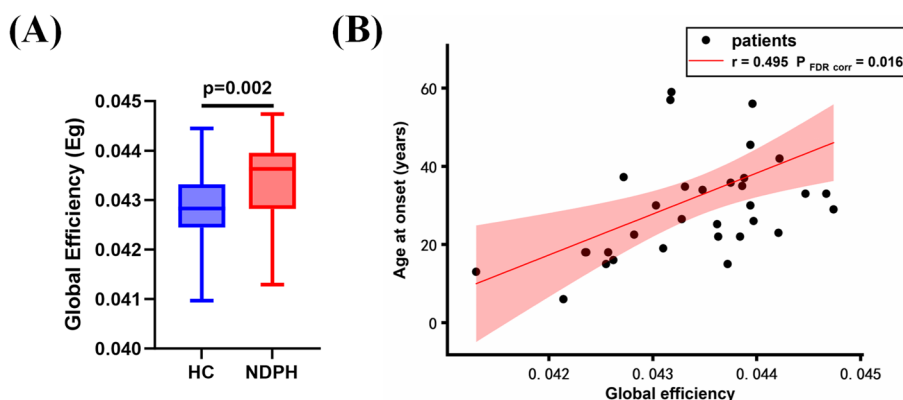 (A)
p=0.002
Global Efficiency (Eg)
0.045
0.044
0.043
0.042
0.041
0.040
HC NDPH
(B)
patients
r = 0.495 P FDR corr = 0.016
Age at onset (years)
60
40
20
0
0. 042 0. 043 0. 044 0. 045
Global efficiency